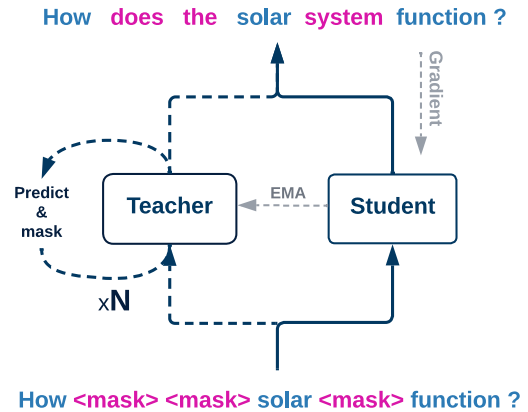 How does the solar system function ?
Gradient
Predict
&
mask
Teacher
EMA
Student
xN
How <mask> <mask> solar <mask> function ?